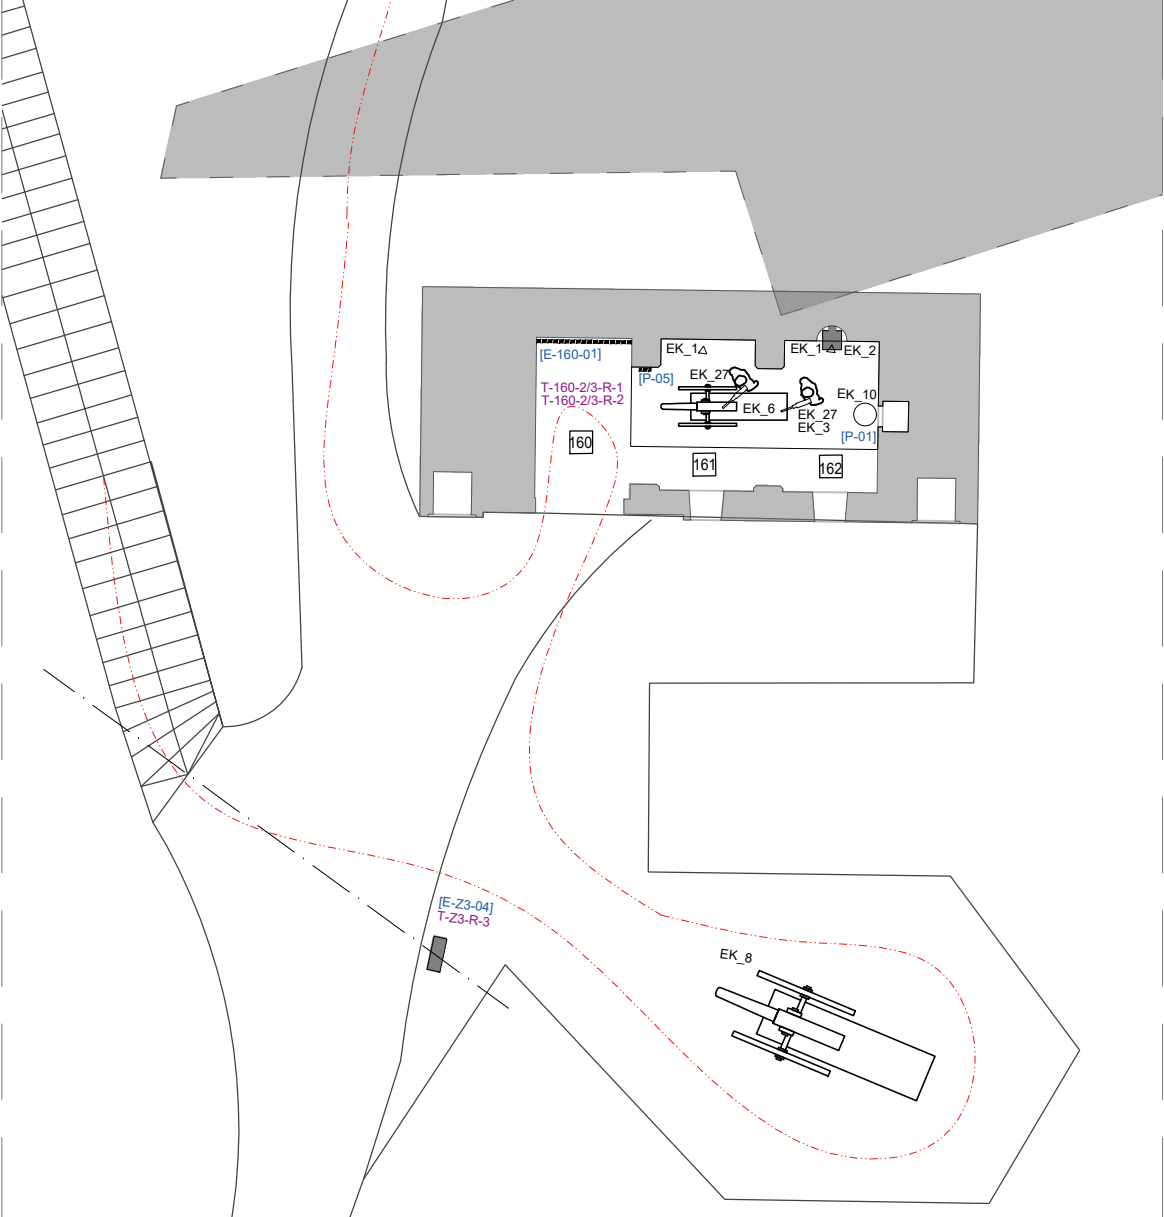 EK_1
EK_1
EK_2
[E-160-01]
[P-05]
EK_27
T-160-2/3-R-1
T-160-2/3-R-2
EK_10
EK_6
EK_27
EK_3
[P-01]
160
161
162
[E-Z3-04]
T-Z3-R-3
EK_8